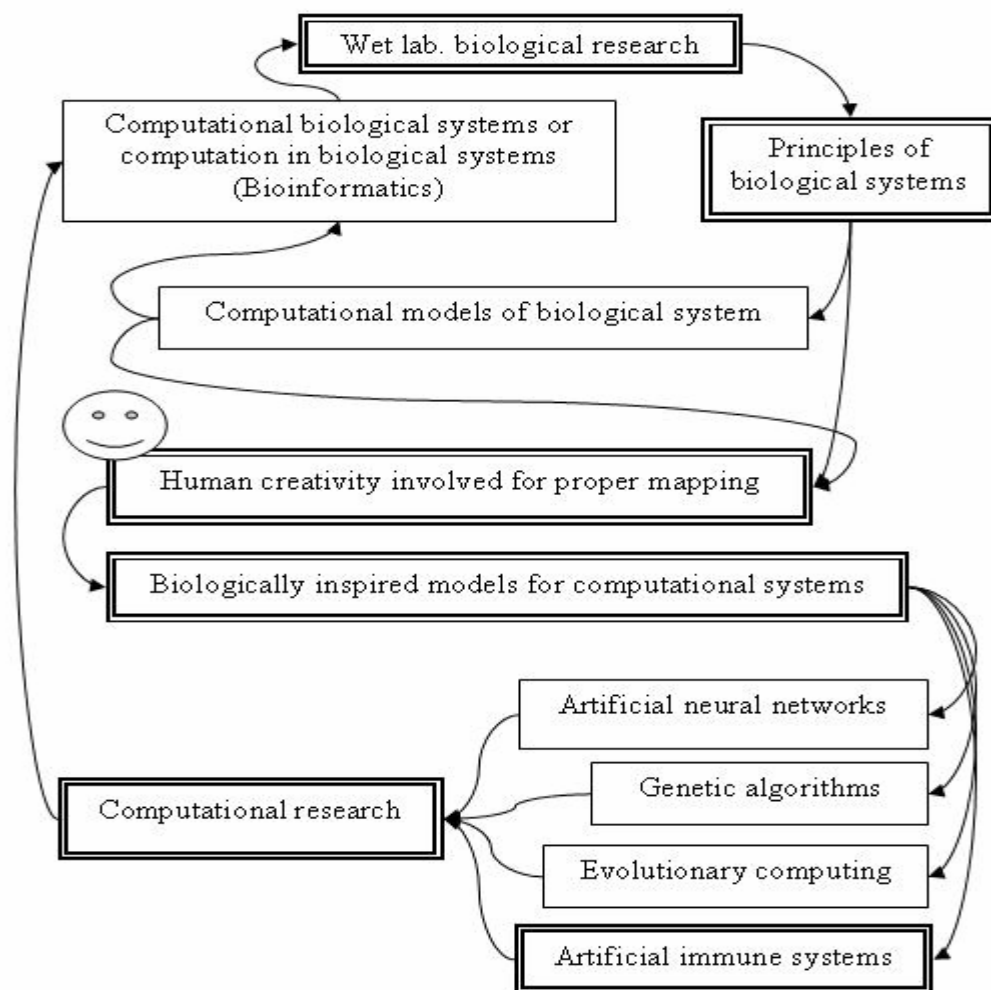 Wet lab. biological research
Computational biological systems or
computation in biological systems
(Bioinformatics)
Principles of
biological systems
Computational models of biological system
Human creativity involved for proper mapping
Biologically inspired models for computational systems
Artificial neural networks
Genetic algorithms
Computational research
Evolutionary computing
Artificial immune systems